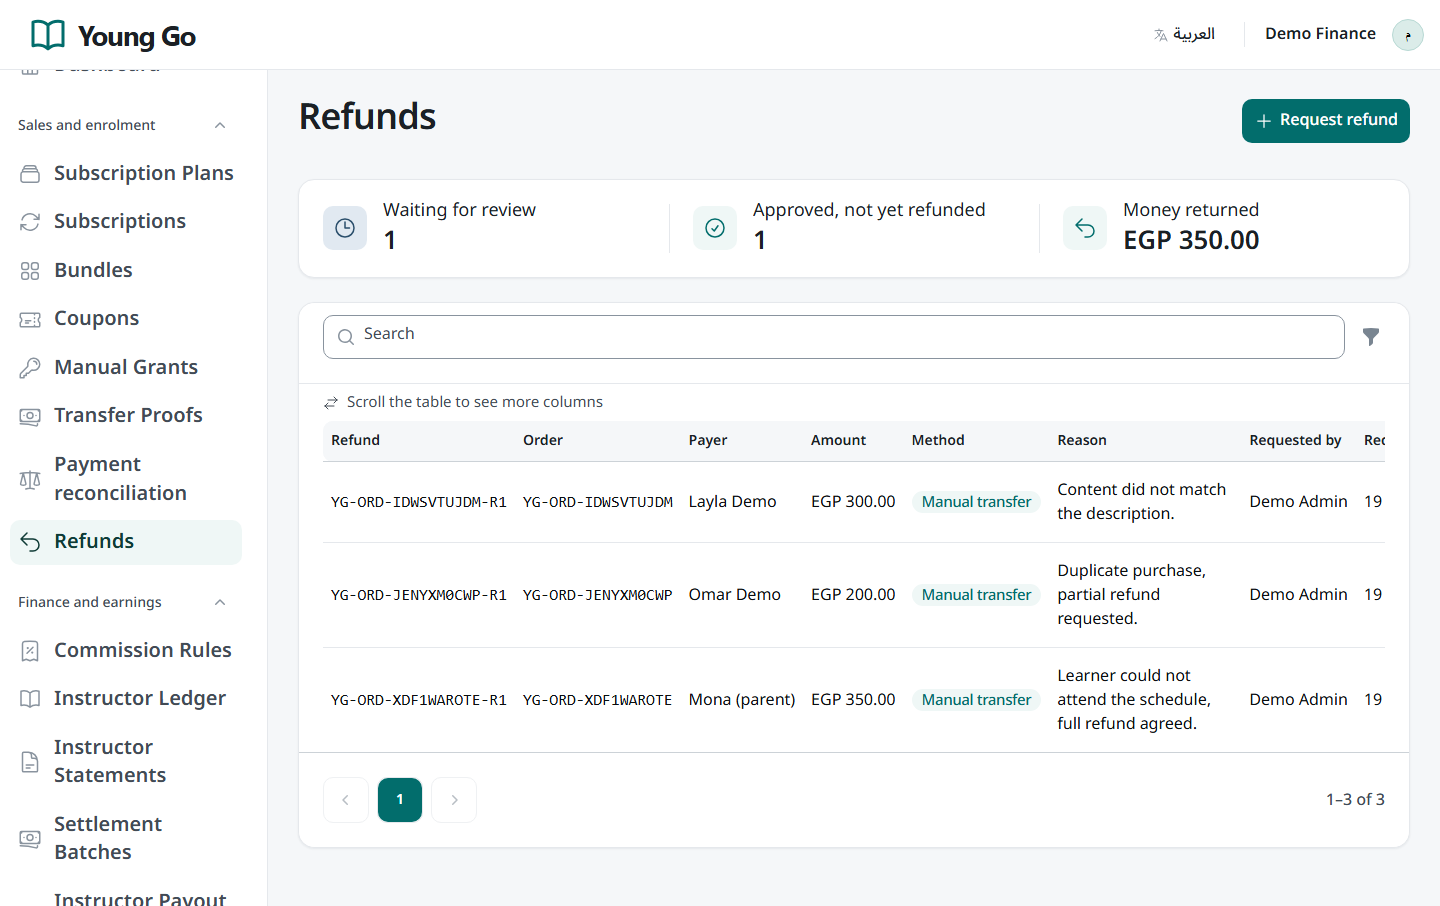 Young Go
العربية
Demo Finance
م
Dashboard
Sales and enrolment
Subscription Plans
Subscriptions
Bundles
Coupons
Manual Grants
Transfer Proofs
Payment
reconciliation
Refunds
Finance and earnings
Commission Rules
Instructor Ledger
Instructor
Statements
Settlement
Batches
Instructor Payout
Refunds
Request refund
Waiting for review
1
Approved, not yet refunded
1
Money returned
EGP 350.00
Search
Scroll the table to see more columns
Refund Order Payer Amount Method Reason Requested by Rec
YG-ORD-IDWSVTUJDM-R1 YG-ORD-IDWSVTUJDM Layla Demo EGP 300.00 Manual transfer Content did not match the description. Demo Admin 19
YG-ORD-JENYXM0CWP-R1 YG-ORD-JENYXM0CWP Omar Demo EGP 200.00 Manual transfer Duplicate purchase, partial refund requested. Demo Admin 19
YG-ORD-XDF1WAROTE-R1 YG-ORD-XDF1WAROTE Mona (parent) EGP 350.00 Manual transfer Learner could not attend the schedule, full refund agreed. Demo Admin 19
1
1–3 of 3